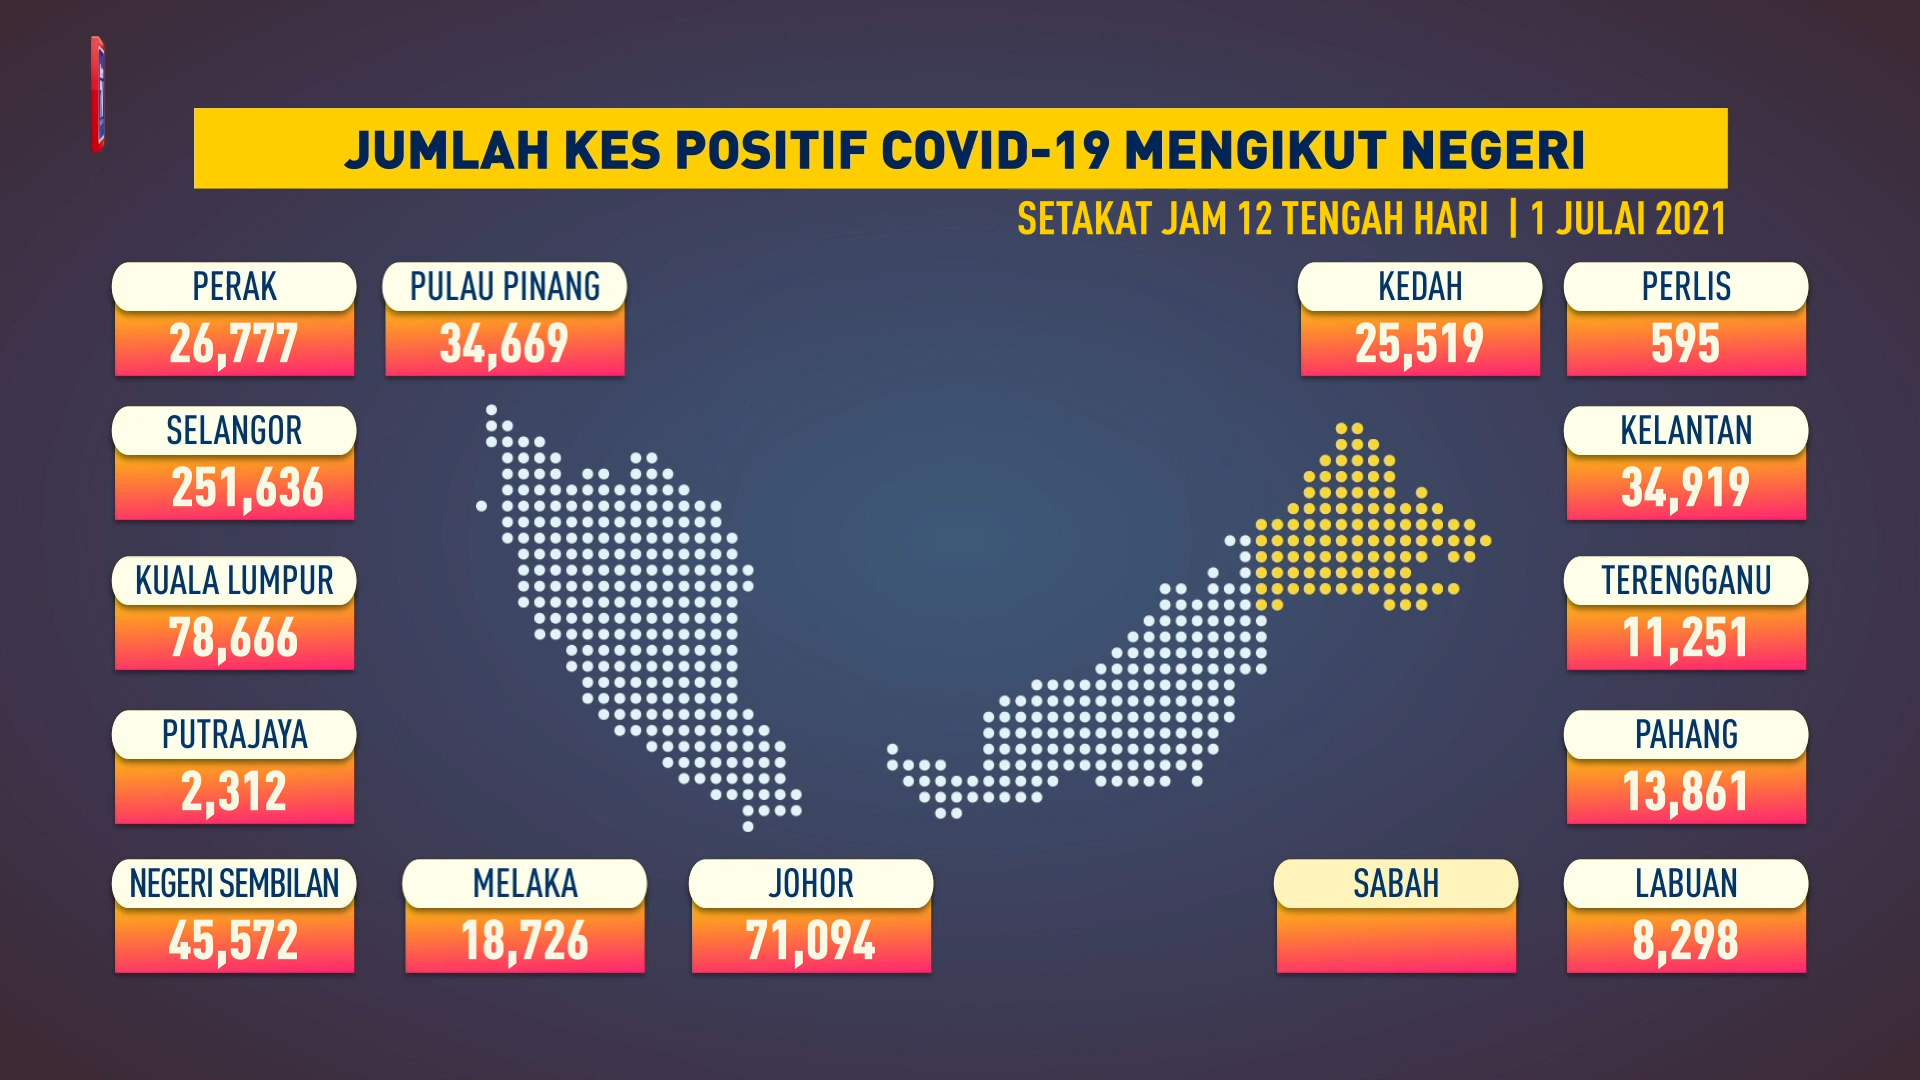 JUMLAH KES POSITIF COVID-19 MENGIKUT NEGERI
SETAKAT JAM 12 TENGAH HARI | 1 JULAI 2021
PERAK
26,777
PULAU PINANG
34,669
KEDAH
25,519
PERLIS
595
SELANGOR
251,636
KELANTAN
34,919
KUALA LUMPUR
78,666
TERENGGANU
11,251
PUTRAJAYA
2,312
PAHANG
13,861
NEGERI SEMBILAN
45,572
MELAKA
18,726
JOHOR
71,094
SABAH
LABUAN
8,298